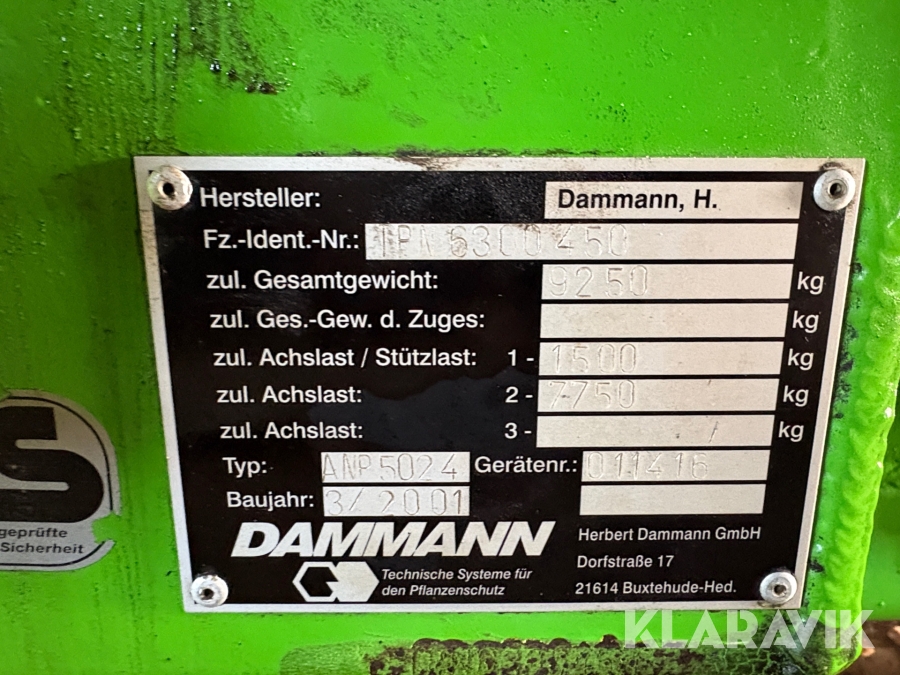 Hersteller: Dammann, H.
Fz.-Ident.-Nr.: TPN6300450
zul. Gesamtgewicht: 9250 kg
zul. Ges.-Gew. d. Zuges: kg
zul. Achslast / Stützlast: 1 - 1500 kg
zul. Achslast: 2 - 7750 kg
zul. Achslast: 3 - / kg
Typ: ANP5024 Gerätenr.: 011416
Baujahr: 3/2001
DAMMANN
Technische Systeme für
den Pflanzenschutz
Herbert Dammann GmbH
Dorfstraße 17
21614 Buxtehude-Hed.
S
geprüfte
Sicherheit
KLARAVIK